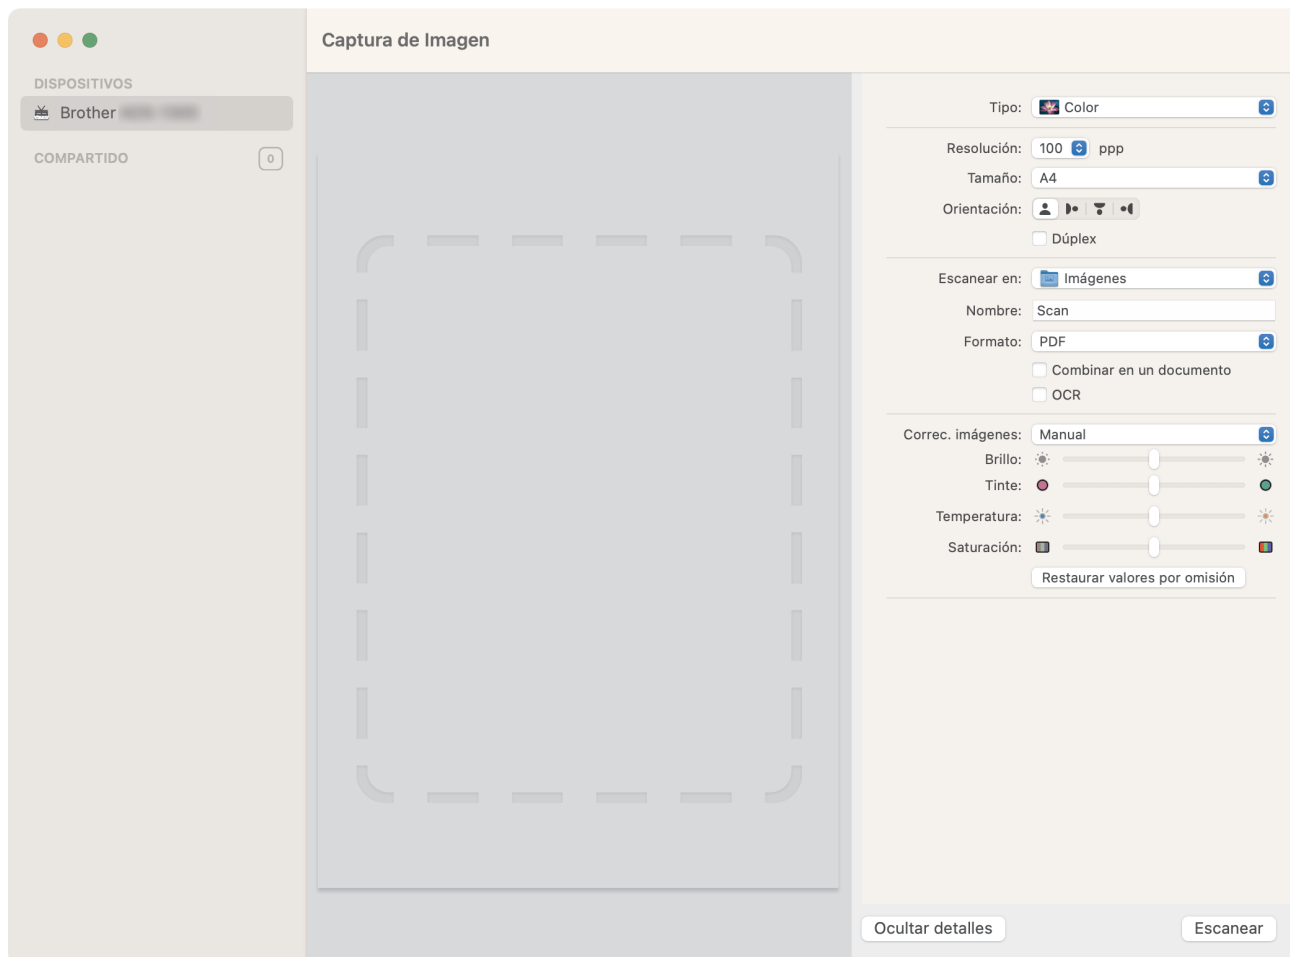 Captura de Imagen
DISPOSITIVOS
Brother
COMPARTIDO 0
Tipo: Color
Resolución: 100 ppp
Tamaño: A4
Orientación:
Dúplex
Escanear en: Imágenes
Nombre: Scan
Formato: PDF
Combinar en un documento
OCR
Correc. imágenes: Manual
Brillo:
Tinte:
Temperatura:
Saturación:
Restaurar valores por omisión
Ocultar detalles Escanear